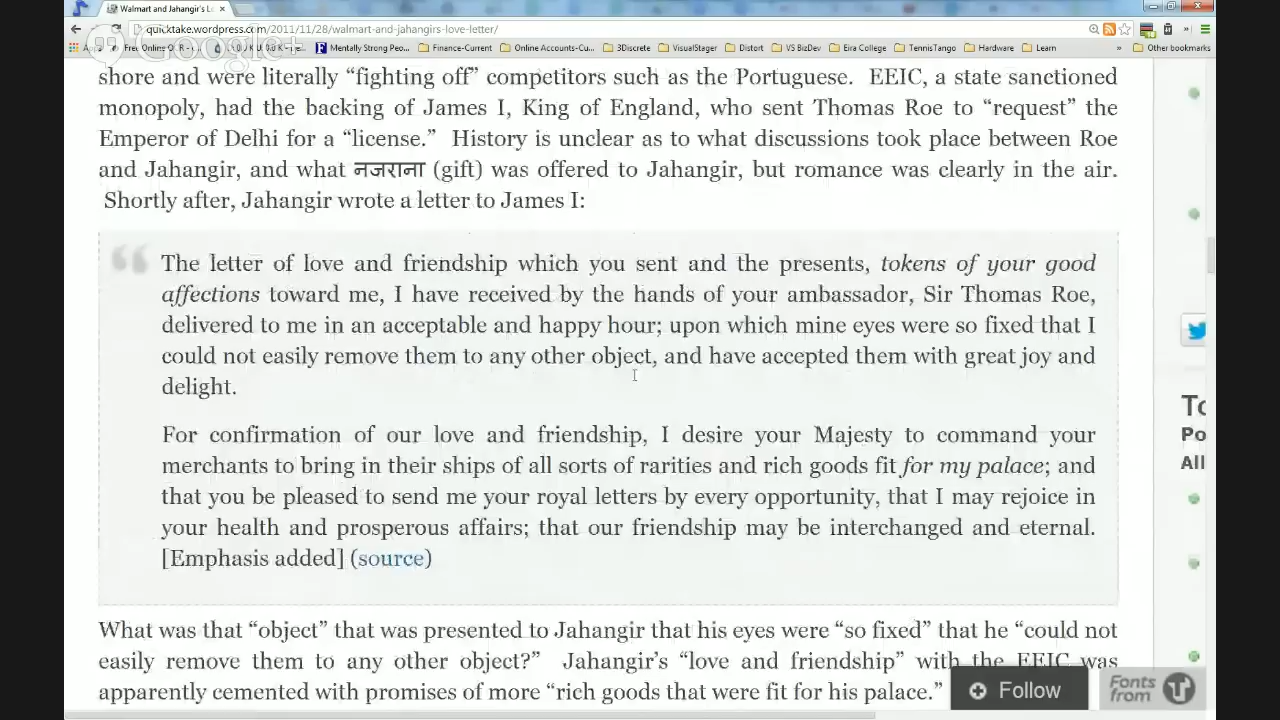 Walmart and Jahangir's L
quicktake.wordpress.com/2011/11/28/walmart-and-jahangirs-love-letter/
Google+
Free Online O
Mentally Strong Peo...
Finance-Current
Online Accounts-Cu...
3Discrete
VisualStager
Distort
VS BizDev
Eira College
TennisTango
Hardware
Learn
»
Other bookmarks
shore and were literally “fighting off” competitors such as the Portuguese. EEIC, a state sanctioned
monopoly, had the backing of James I, King of England, who sent Thomas Roe to “request” the
Emperor of Delhi for a “license.” History is unclear as to what discussions took place between Roe
and Jahangir, and what नजराना (gift) was offered to Jahangir, but romance was clearly in the air.
Shortly after, Jahangir wrote a letter to James I:
“
The letter of love and friendship which you sent and the presents, tokens of your good
affections toward me, I have received by the hands of your ambassador, Sir Thomas Roe,
delivered to me in an acceptable and happy hour; upon which mine eyes were so fixed that I
could not easily remove them to any other object, and have accepted them with great joy and
delight.
For confirmation of our love and friendship, I desire your Majesty to command your
merchants to bring in their ships of all sorts of rarities and rich goods fit for my palace; and
that you be pleased to send me your royal letters by every opportunity, that I may rejoice in
your health and prosperous affairs; that our friendship may be interchanged and eternal.
[Emphasis added] (source)
What was that “object” that was presented to Jahangir that his eyes were “so fixed” that he “could not
easily remove them to any other object?” Jahangir’s “love and friendship” with the EEIC was
apparently cemented with promises of more “rich goods that were fit for his palace.”
To
Po
All
Follow
Fonts
from